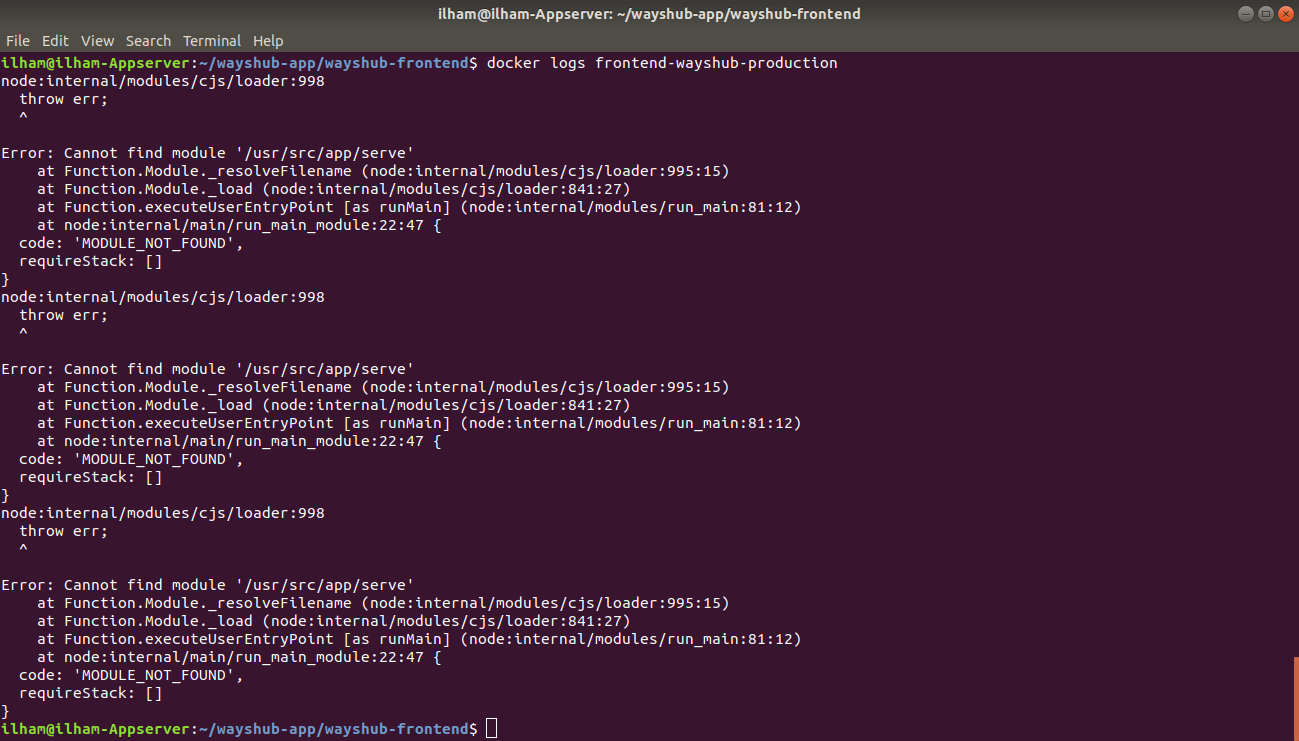 ilham@ilham-Appserver: ~/wayshub-app/wayshub-frontend
File Edit View Search Terminal Help
ilham@ilham-Appserver:~/wayshub-app/wayshub-frontend$ docker logs frontend-wayshub-production
node:internal/modules/cjs/loader:998
  throw err;
  ^

Error: Cannot find module '/usr/src/app/serve'
    at Function.Module._resolveFilename (node:internal/modules/cjs/loader:995:15)
    at Function.Module._load (node:internal/modules/cjs/loader:841:27)
    at Function.executeUserEntryPoint [as runMain] (node:internal/modules/run_main:81:12)
    at node:internal/main/run_main_module:22:47 {
  code: 'MODULE_NOT_FOUND',
  requireStack: []
}
node:internal/modules/cjs/loader:998
  throw err;
  ^

Error: Cannot find module '/usr/src/app/serve'
    at Function.Module._resolveFilename (node:internal/modules/cjs/loader:995:15)
    at Function.Module._load (node:internal/modules/cjs/loader:841:27)
    at Function.executeUserEntryPoint [as runMain] (node:internal/modules/run_main:81:12)
    at node:internal/main/run_main_module:22:47 {
  code: 'MODULE_NOT_FOUND',
  requireStack: []
}
node:internal/modules/cjs/loader:998
  throw err;
  ^

Error: Cannot find module '/usr/src/app/serve'
    at Function.Module._resolveFilename (node:internal/modules/cjs/loader:995:15)
    at Function.Module._load (node:internal/modules/cjs/loader:841:27)
    at Function.executeUserEntryPoint [as runMain] (node:internal/modules/run_main:81:12)
    at node:internal/main/run_main_module:22:47 {
  code: 'MODULE_NOT_FOUND',
  requireStack: []
}
ilham@ilham-Appserver:~/wayshub-app/wayshub-frontend$